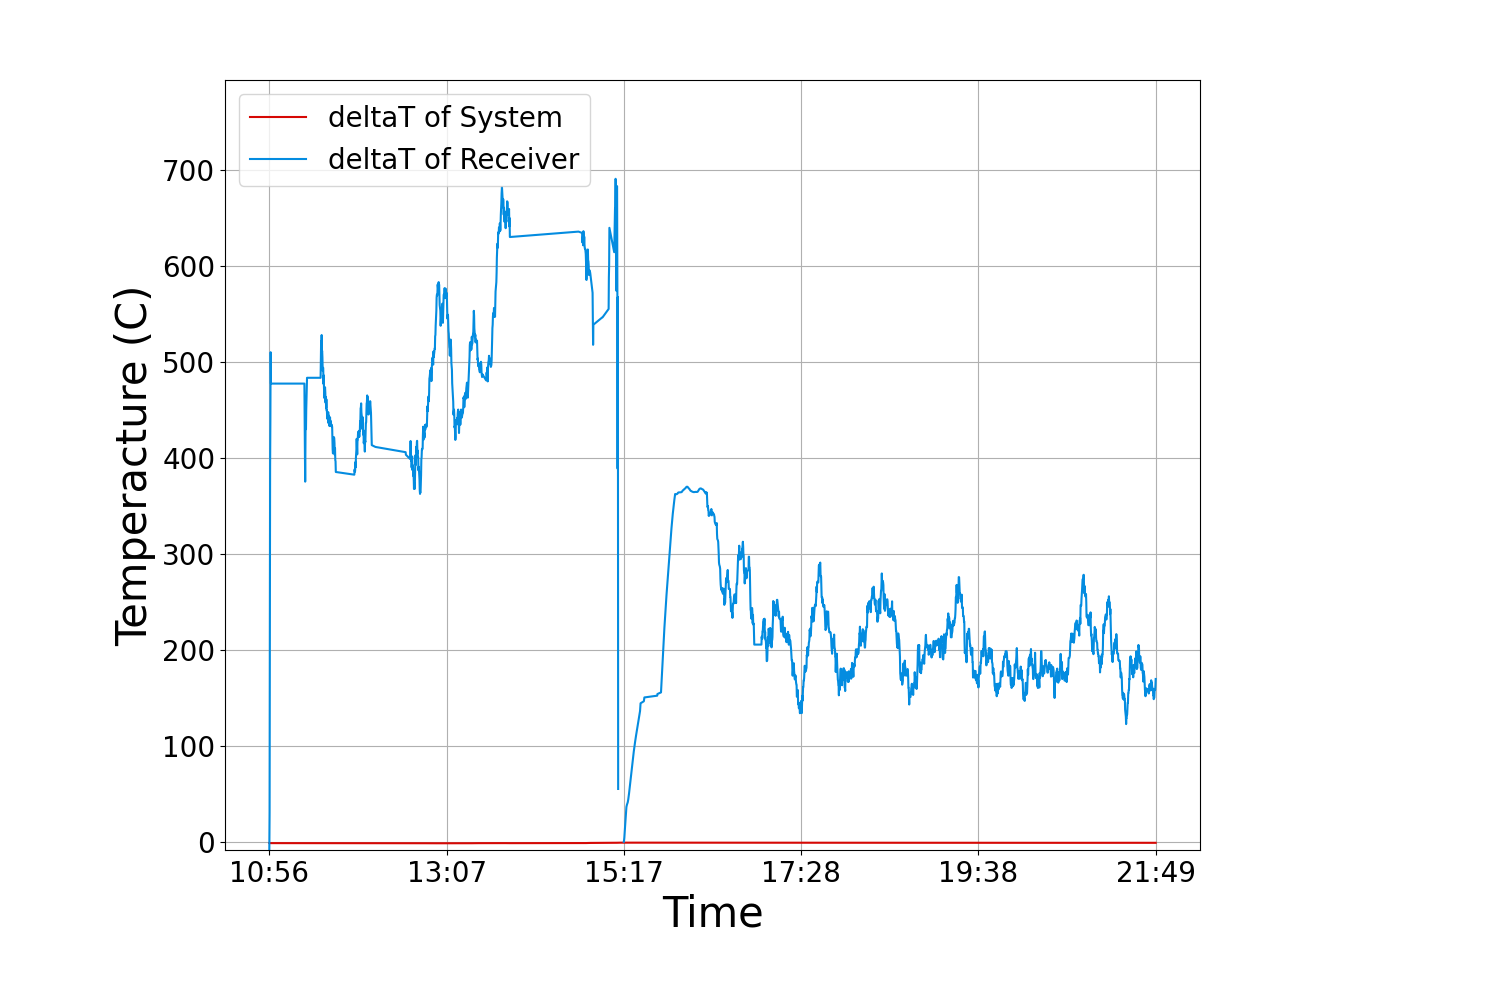 deltaT of System
deltaT of Receiver
700
600
500
400
300
200
100
0
Temperacture (C)
10:56 13:07 15:17 17:28 19:38 21:49
Time